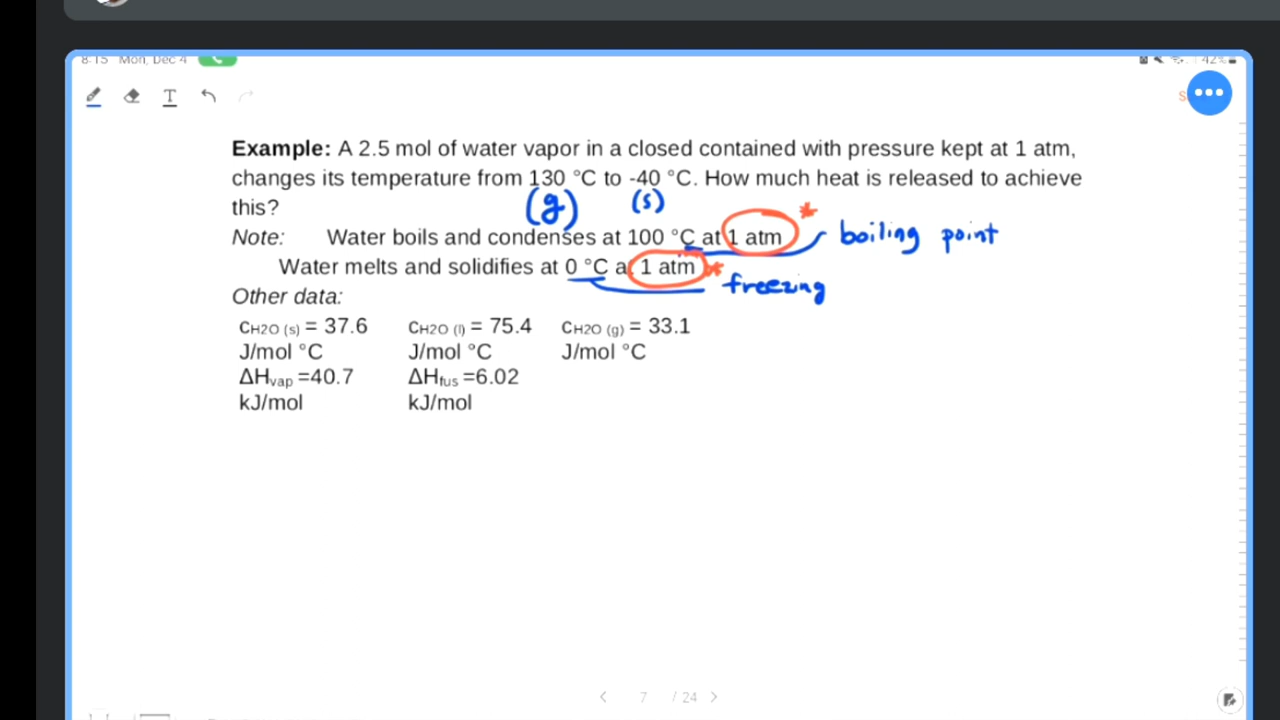 8:15 Mon, Dec 4 42%
T
Example: A 2.5 mol of water vapor in a closed contained with pressure kept at 1 atm,
changes its temperature from 130 °C to -40 °C. How much heat is released to achieve
this? (g) (s)
Note: Water boils and condenses at 100 °C at 1 atm * boiling point
Water melts and solidifies at 0 °C a 1 atm * freezing
Other data:
CH2O (s) = 37.6 CH2O (l) = 75.4 CH2O (g) = 33.1
J/mol °C J/mol °C J/mol °C
ΔHvap =40.7 ΔHfus =6.02
kJ/mol kJ/mol
< 7 / 24 >